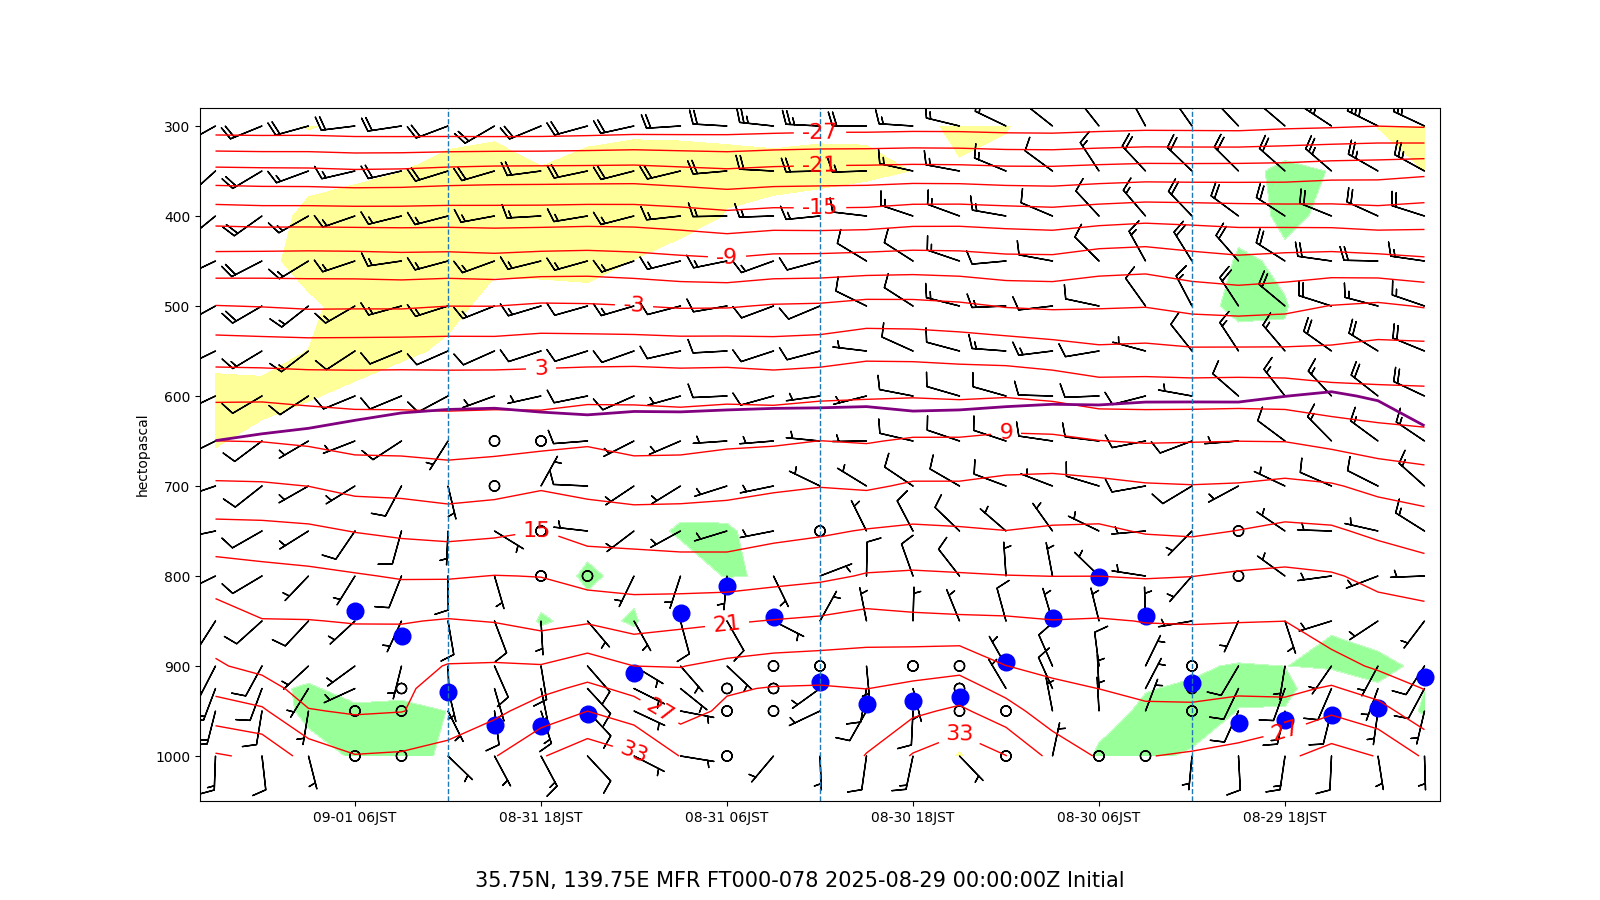 300
400
500
600
700
800
900
1000
hectopascal
-27
-21
-15
-9
-3
3
9
15
21
27
33
33
27
09-01 06JST
08-31 18JST
08-31 06JST
08-30 18JST
08-30 06JST
08-29 18JST
35.75N, 139.75E MFR FT000-078 2025-08-29 00:00:00Z Initial